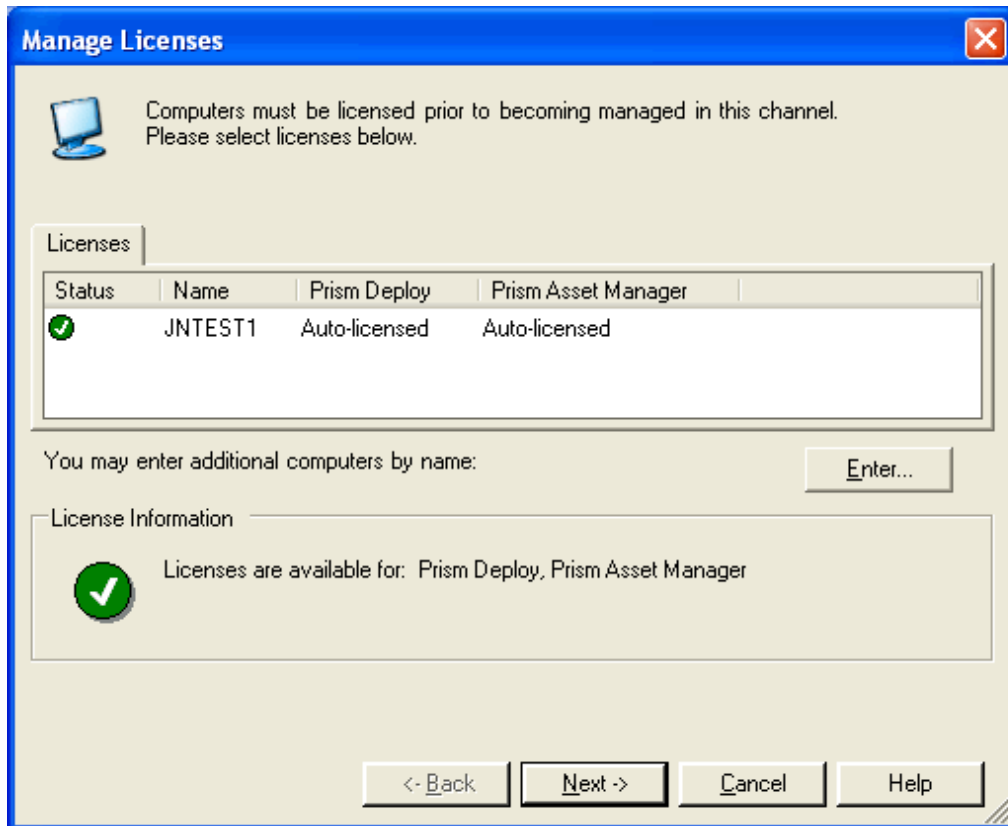 Manage Licenses
Computers must be licensed prior to becoming managed in this channel.
Please select licenses below.
Licenses
Status Name Prism Deploy Prism Asset Manager
JNTEST1 Auto-licensed Auto-licensed
You may enter additional computers by name:
Enter...
License Information
Licenses are available for: Prism Deploy, Prism Asset Manager
<- Back Next -> Cancel Help